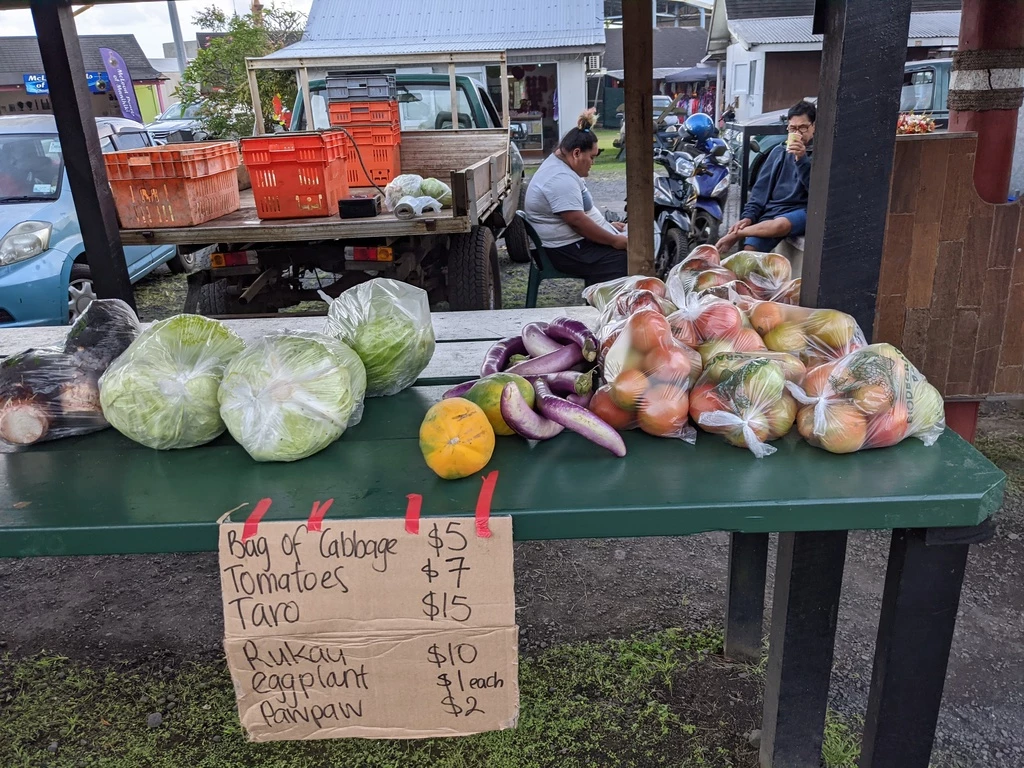 Bag of Cabbage $5
Tomatoes $7
Taro $15
Rukau $10
eggplant $1 each
Pawpaw $2